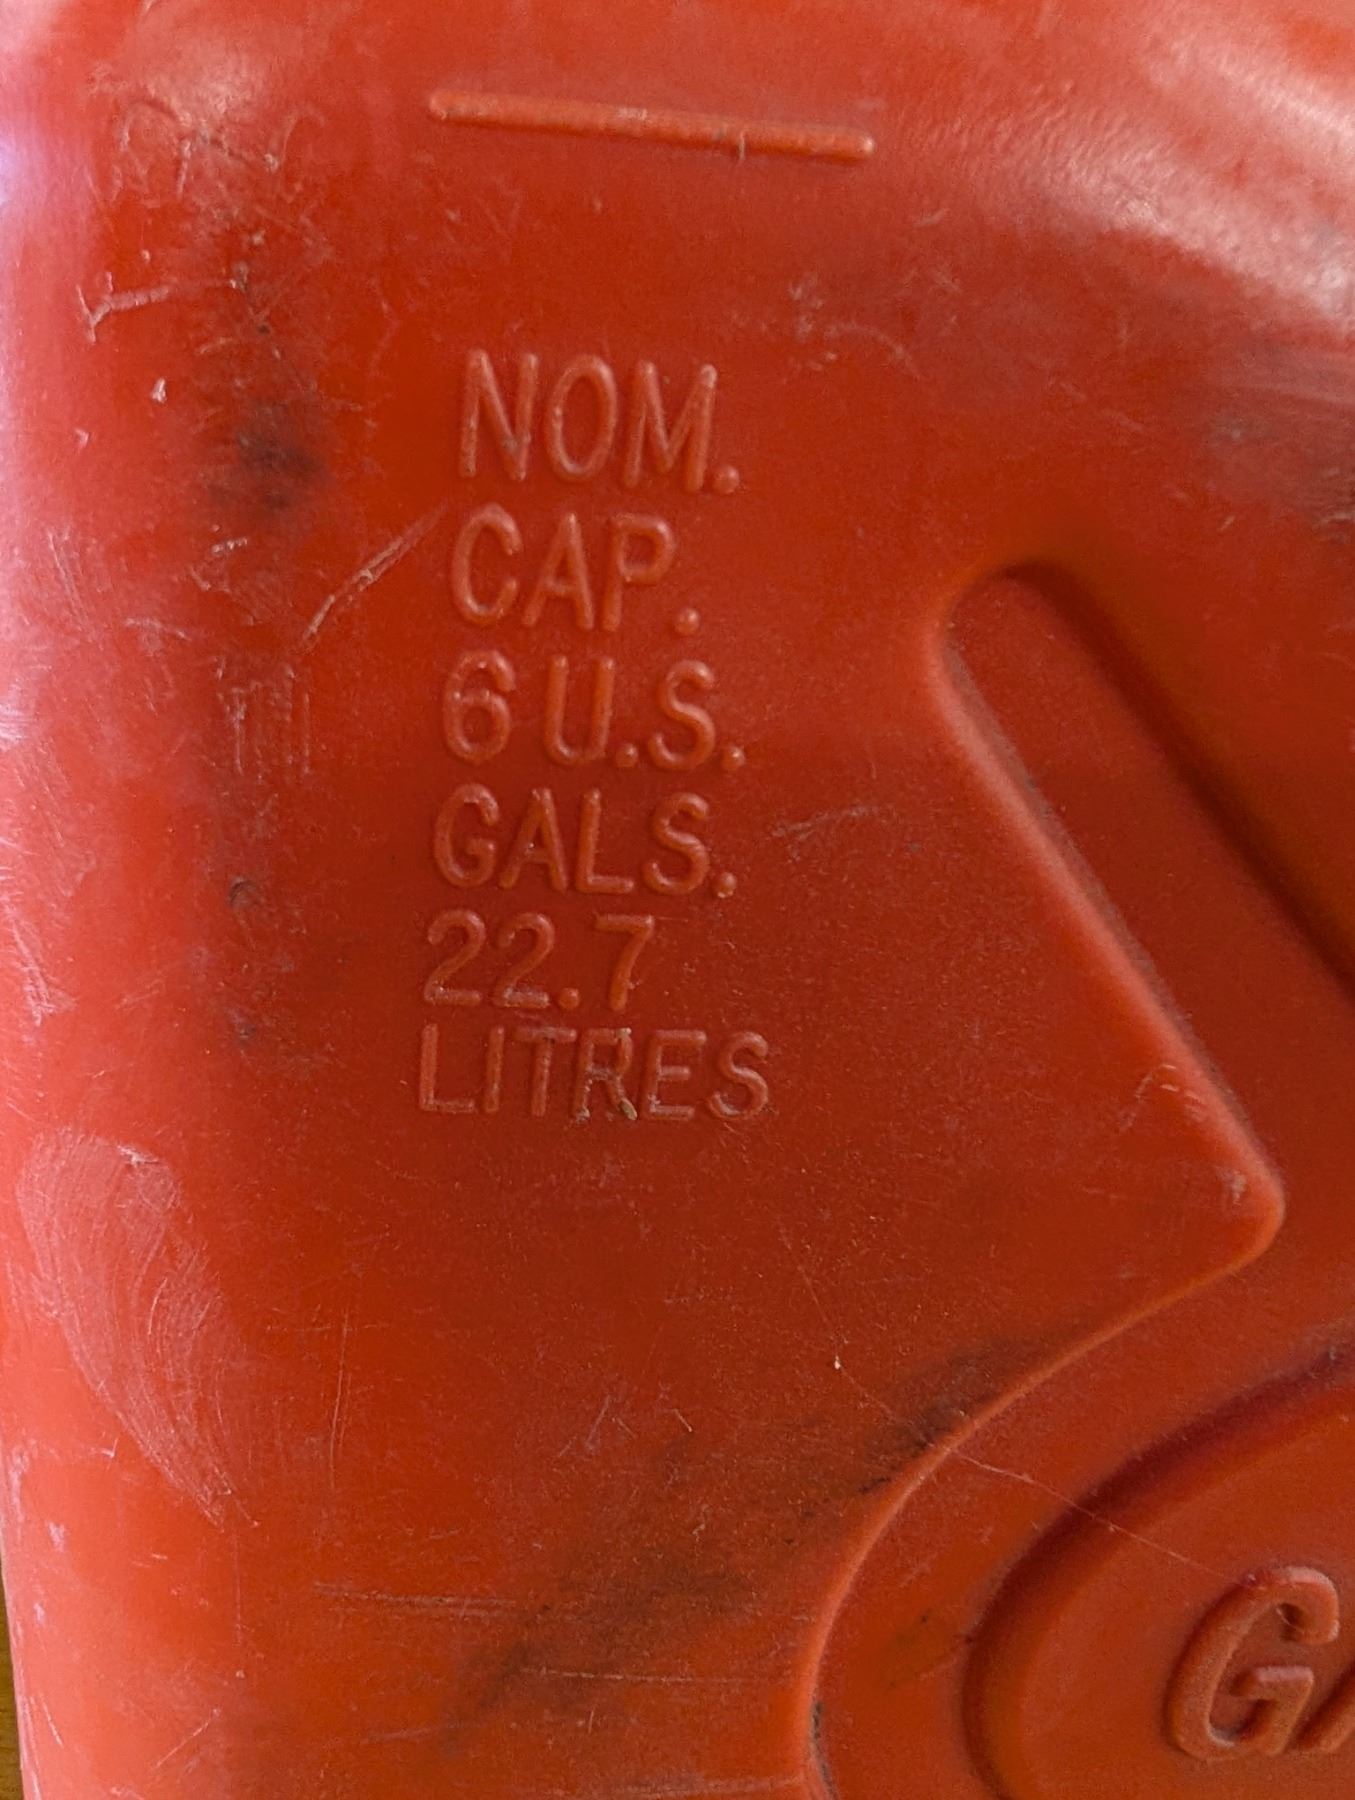 NOM.
CAP.
6 U.S.
GALS.
22.7
LITRES